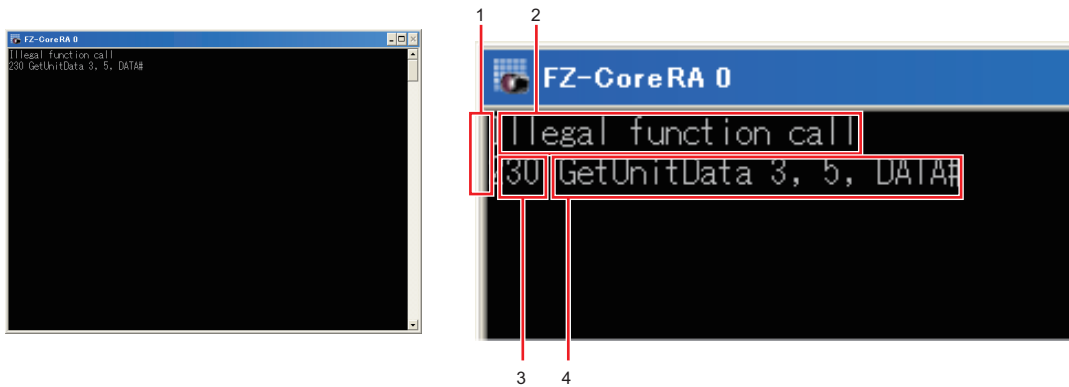 FZ-CoreRA 0
Illegal function call
230 GetUnitData 3, 5, DATA#
1 2
FZ-CoreRA 0
Illegal function call
230 GetUnitData 3, 5, DATA#
3 4